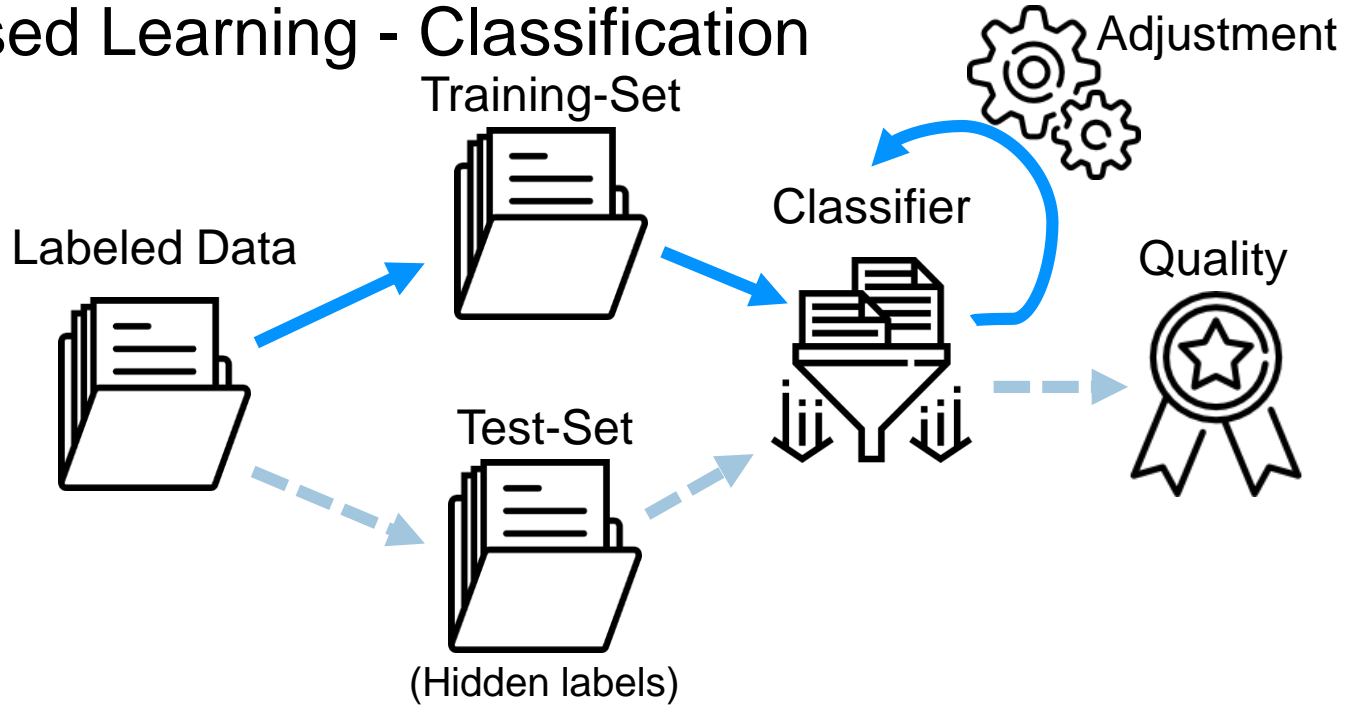 sed Learning - Classification
Adjustment
Training-Set
Classifier
Labeled Data
Quality
Test-Set
(Hidden labels)